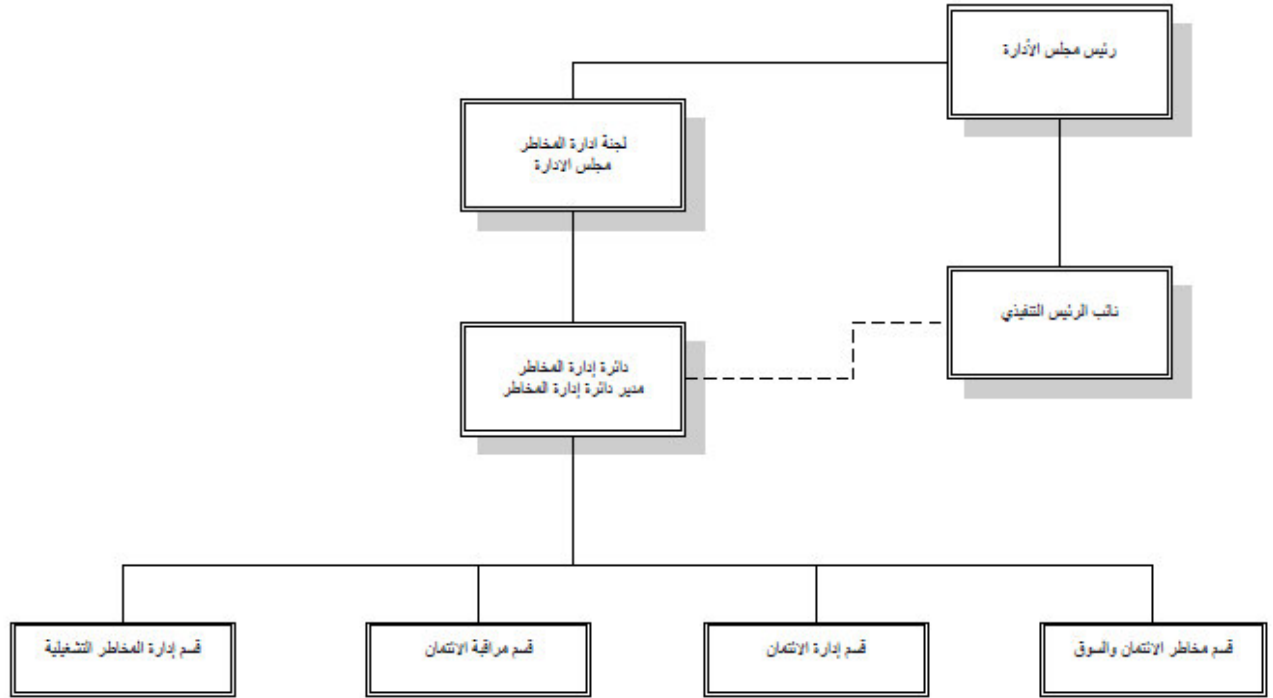 رئيس مجلس الأدارة
لجنة ادارة المخاطر
مجلس الادارة
نائب الرئيس التنفيذي
دائرة إدارة المخاطر
مدير دائرة إدارة المخاطر
قسم مخاطر الائتمان والسوق
قسم إدارة الائتمان
قسم مراقبة الائتمان
قسم إدارة المخاطر التشغيلية